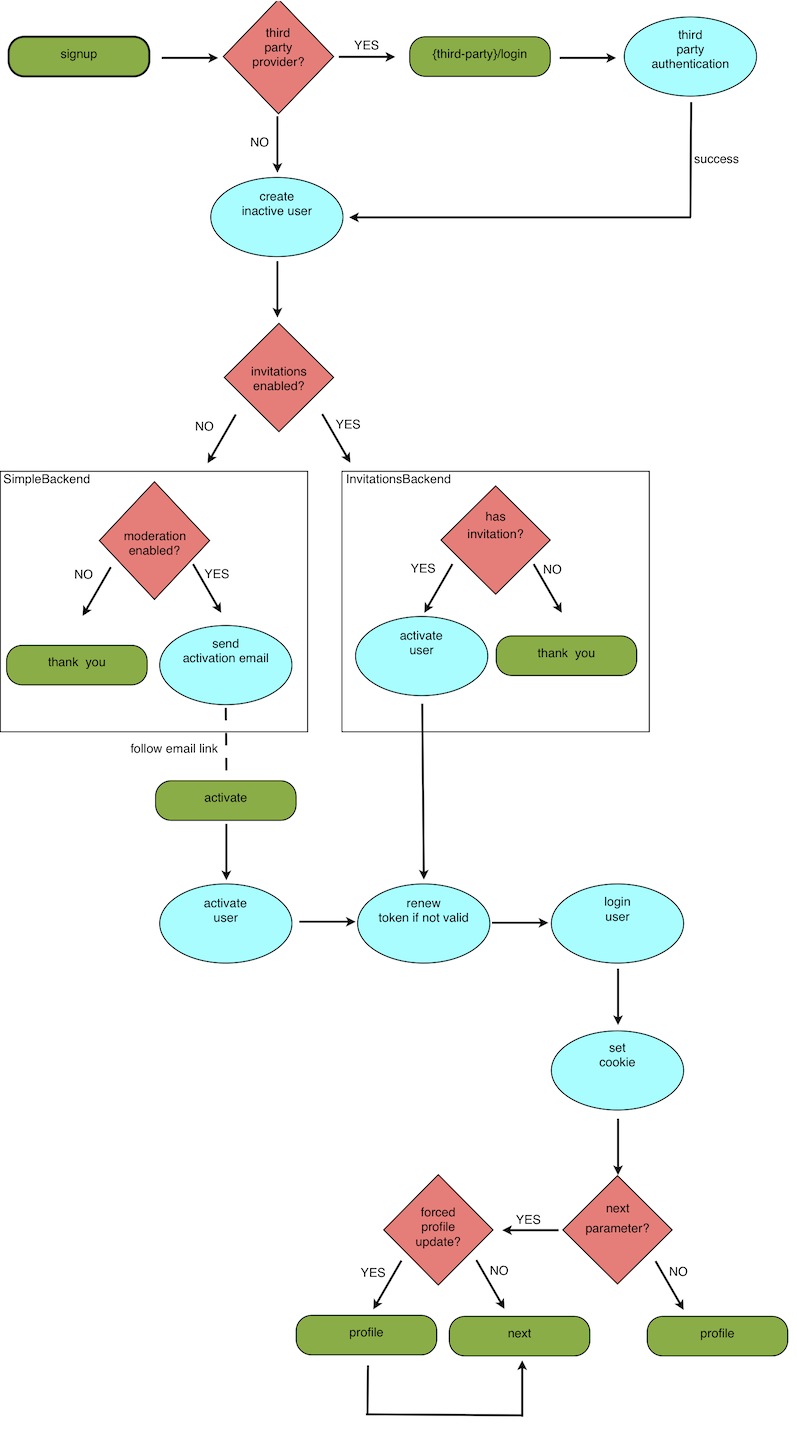 signup
third
party
provider?
YES
{third-party}/login
third
party
authentication
NO
success
create
inactive user
invitations
enabled?
NO
YES
SimpleBackend
InvitationsBackend
moderation
enabled?
has
invitation?
NO
YES
YES
NO
thank you
send
activation email
activate
user
thank you
follow email link
activate
activate
user
renew
token if not valid
login
user
set
cookie
forced
profile
update?
YES
next
parameter?
YES
NO
NO
profile
next
profile